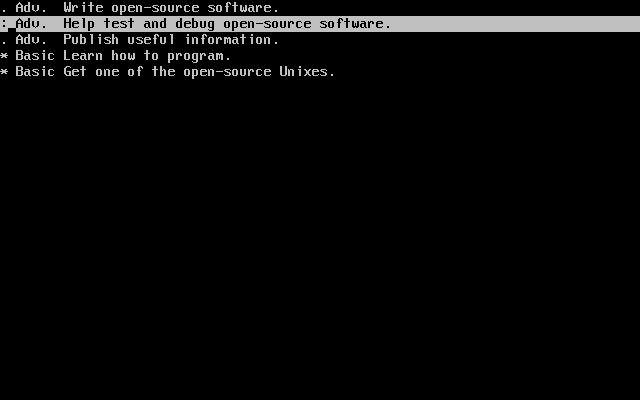 . Adv.  Write open-source software.
: Adv.  Help test and debug open-source software.
. Adv.  Publish useful information.
* Basic Learn how to program.
* Basic Get one of the open-source Unixes.